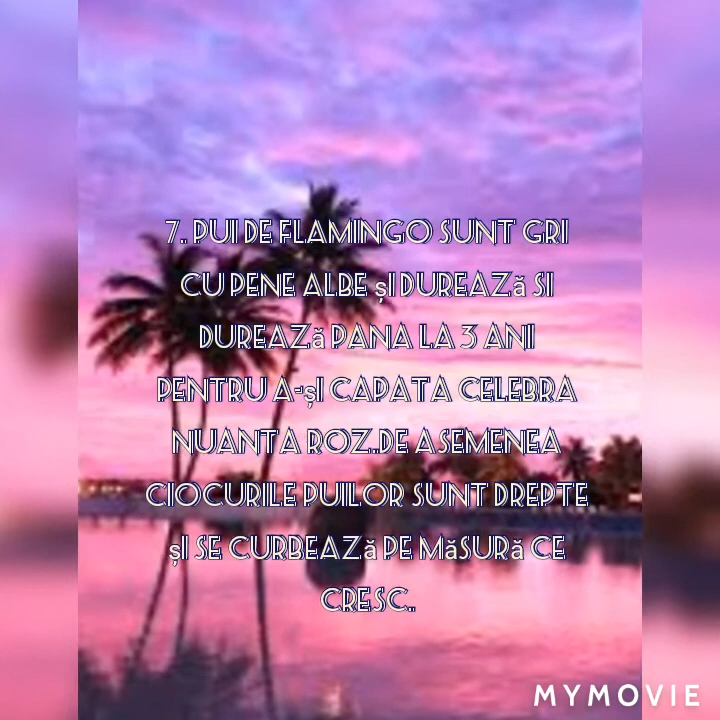 7.. PUI DE FLAMINGO SUNT GRI
CU PENE ALBE șI DUREAZă SI
DUREAZă PANA LA 3 ANI
PENTRU A-șI CAPATA CELEBRA
NUANTA ROZ..DE ASEMENEA
CIOCURILE PUILOR SUNT DREPTE
șI SE CURBEAZă PE MăSURă CE
CRESC..
MYMOVIE